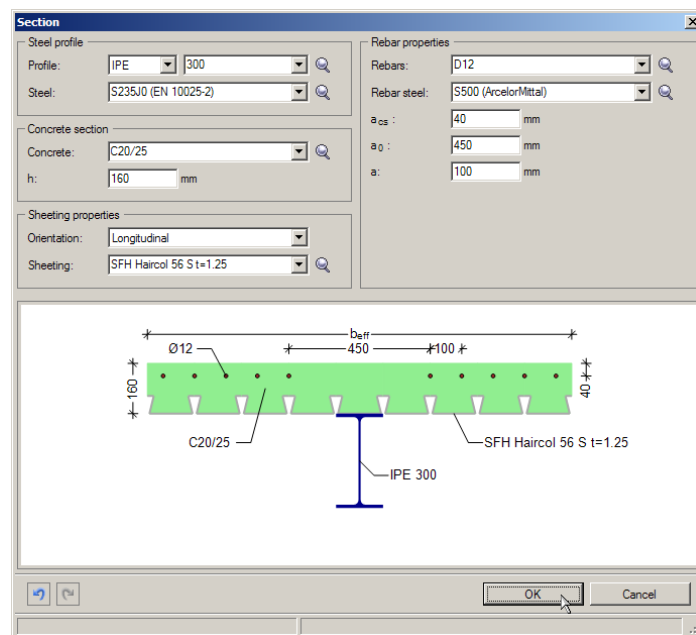 Section
Steel profile
Profile: IPE 300
Steel: S235J0 (EN 10025-2)
Concrete section
Concrete: C20/25
h: 160 mm
Sheeting properties
Orientation: Longitudinal
Sheeting: SFH Haircol 56 S t=1.25
Rebar properties
Rebars: D12
Rebar steel: S500 (ArcelorMittal)
acs : 40 mm
a0 : 450 mm
a: 100 mm
beff
Ø12 450 100
160 40
C20/25 SFH Haircol 56 S t=1.25
IPE 300
OK Cancel